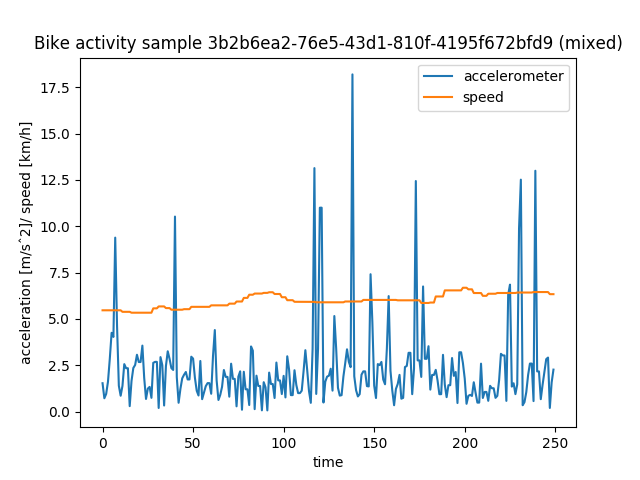 Bike activity sample 3b2b6ea2-76e5-43d1-810f-4195f672bfd9 (mixed)
accelerometer
speed
acceleration [m/s^2]/ speed [km/h]
17.5
15.0
12.5
10.0
7.5
5.0
2.5
0.0
0 50 100 150 200 250
time